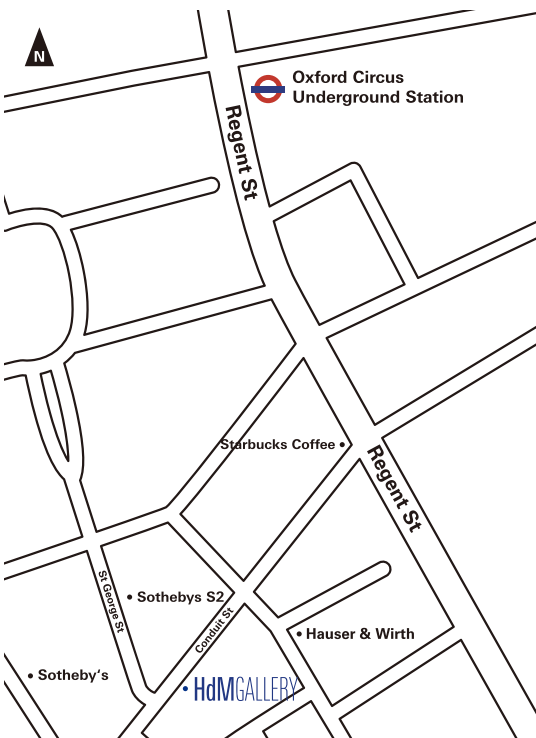 N
Oxford Circus
Underground Station
Regent St
Starbucks Coffee
Regent St
St George St
Sothebys S2
Conduit St
Hauser & Wirth
Sotheby's
HdMGALLERY